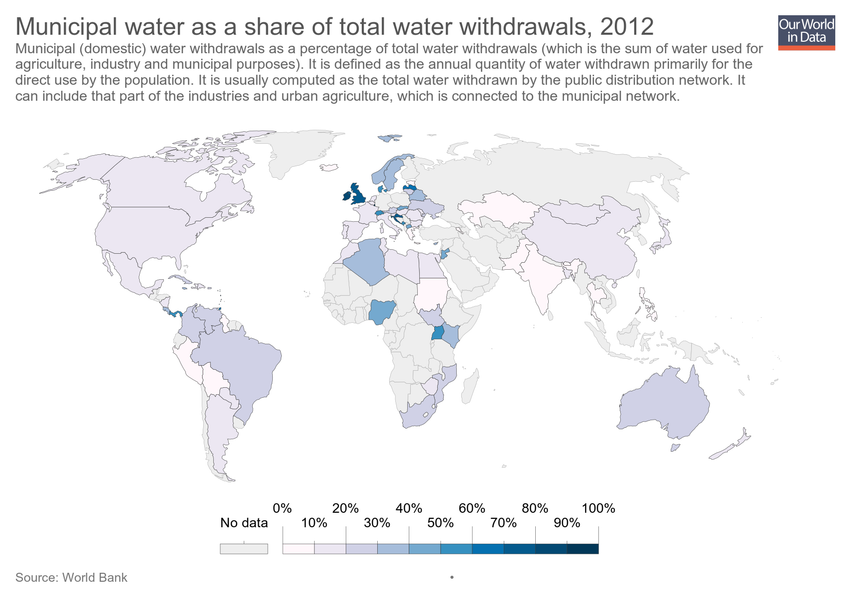 Municipal water as a share of total water withdrawals, 2012
Our World
in Data
Municipal (domestic) water withdrawals as a percentage of total water withdrawals (which is the sum of water used for
agriculture, industry and municipal purposes). It is defined as the annual quantity of water withdrawn primarily for the
direct use by the population. It is usually computed as the total water withdrawn by the public distribution network. It
can include that part of the industries and urban agriculture, which is connected to the municipal network.
0% 20% 40% 60% 80% 100%
No data 10% 30% 50% 70% 90%
Source: World Bank